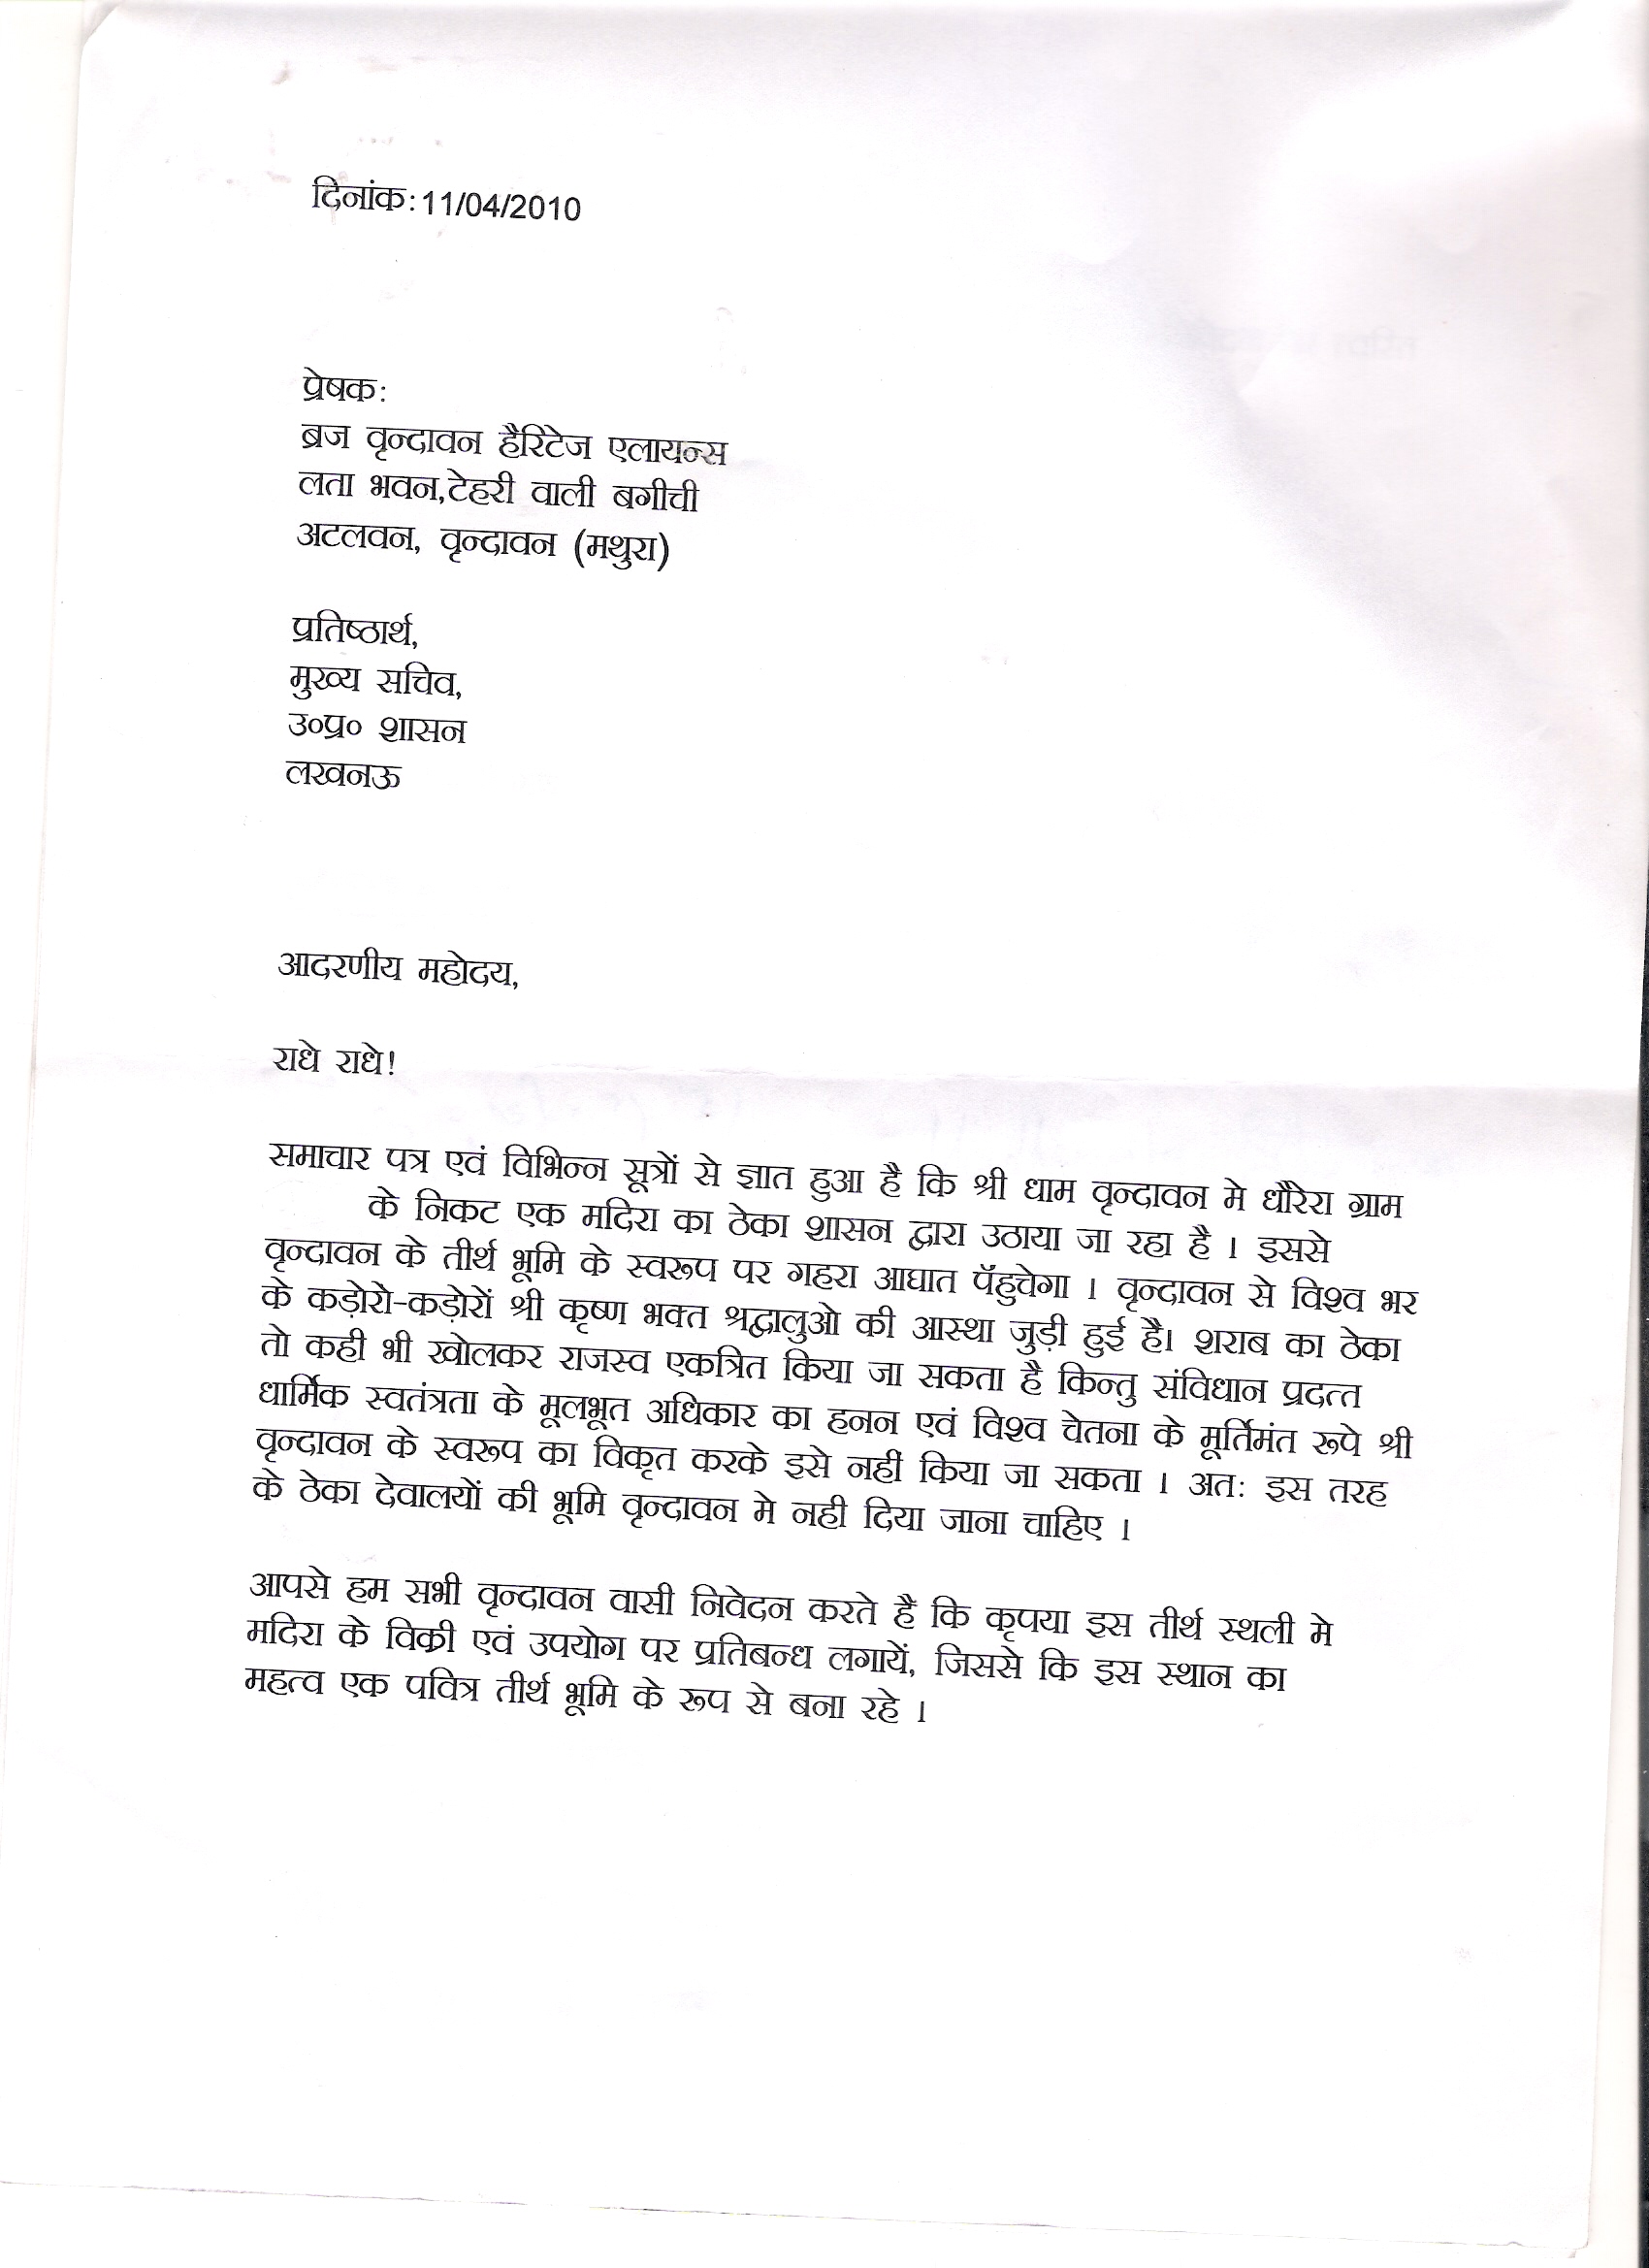 दिनांक:11/04/2010
प्रेषक:
ब्रज वृन्दावन हैरिटेज एलायन्स
लता भवन,टेहरी वाली बगीची
अटलवन, वृन्दावन (मथुरा)
प्रतिष्ठार्थ,
मुख्य सचिव,
उ०प्र० शासन
लखनऊ
आदरणीय महोदय,
राधे राधे!
समाचार पत्र एवं विभिन्न सूत्रों से ज्ञात हुआ है कि श्री धाम वृन्दावन मे धौरेरा ग्राम
के निकट एक मदिरा का ठेका शासन द्वारा उठाया जा रहा है । इससे
वृन्दावन के तीर्थ भूमि के स्वरूप पर गहरा आघात पॅहुचेगा । वृन्दावन से विश्व भर
के कड़ोरो-कड़ोरों श्री कृष्ण भक्त श्रद्वालुओ की आस्था जुड़ी हुई है। शराब का ठेका
तो कही भी खोलकर राजस्व एकत्रित किया जा सकता है किन्तु संविधान प्रदत्त
धार्मिक स्वतंत्रता के मूलभूत अधिकार का हनन एवं विश्व चेतना के मूर्तिमंत रूपे श्री
वृन्दावन के स्वरूप का विकृत करके इसे नहीं किया जा सकता । अतः इस तरह
के ठेका देवालयों की भूमि वृन्दावन मे नही दिया जाना चाहिए ।
आपसे हम सभी वृन्दावन वासी निवेदन करते हैं कि कृपया इस तीर्थ स्थली मे
मदिरा के विक्री एवं उपयोग पर प्रतिबन्ध लगायें, जिससे कि इस स्थान का
महत्व एक पवित्र तीर्थ भूमि के रूप से बना रहे ।